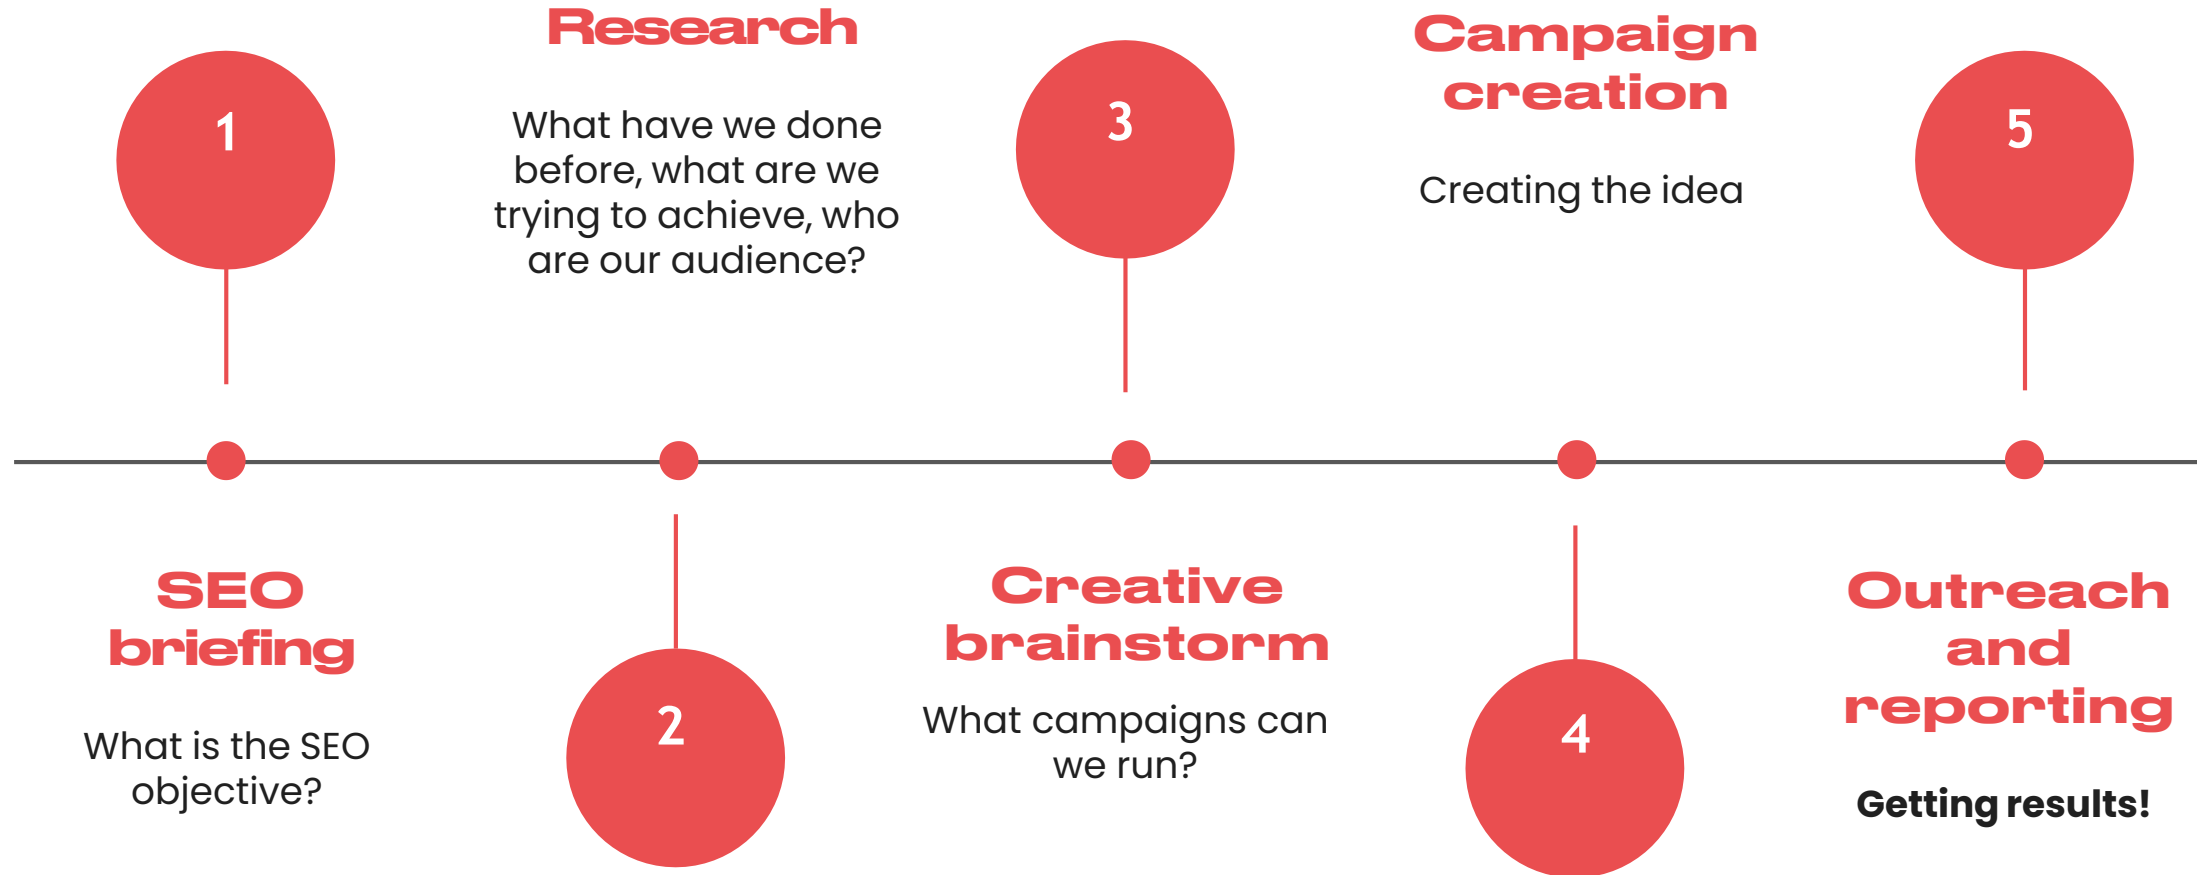 1
SEO
briefing
What is the SEO
objective?
Research
What have we done
before, what are we
trying to achieve, who
are our audience?
2
3
Creative
brainstorm
What campaigns can
we run?
Campaign
creation
Creating the idea
4
5
Outreach
and
reporting
Getting results!